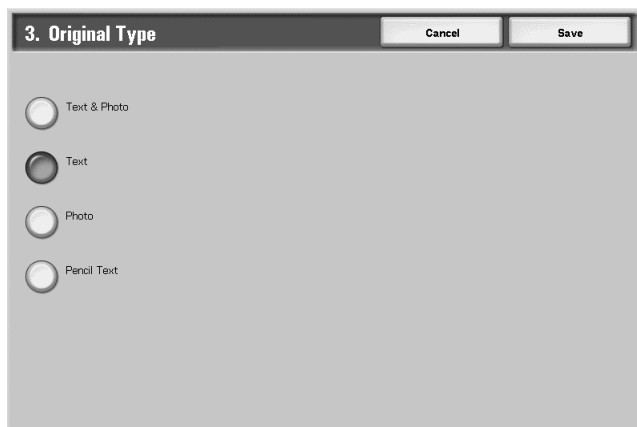 3. Original Type
Cancel
Save
Text & Photo
Text
Photo
Pencil Text